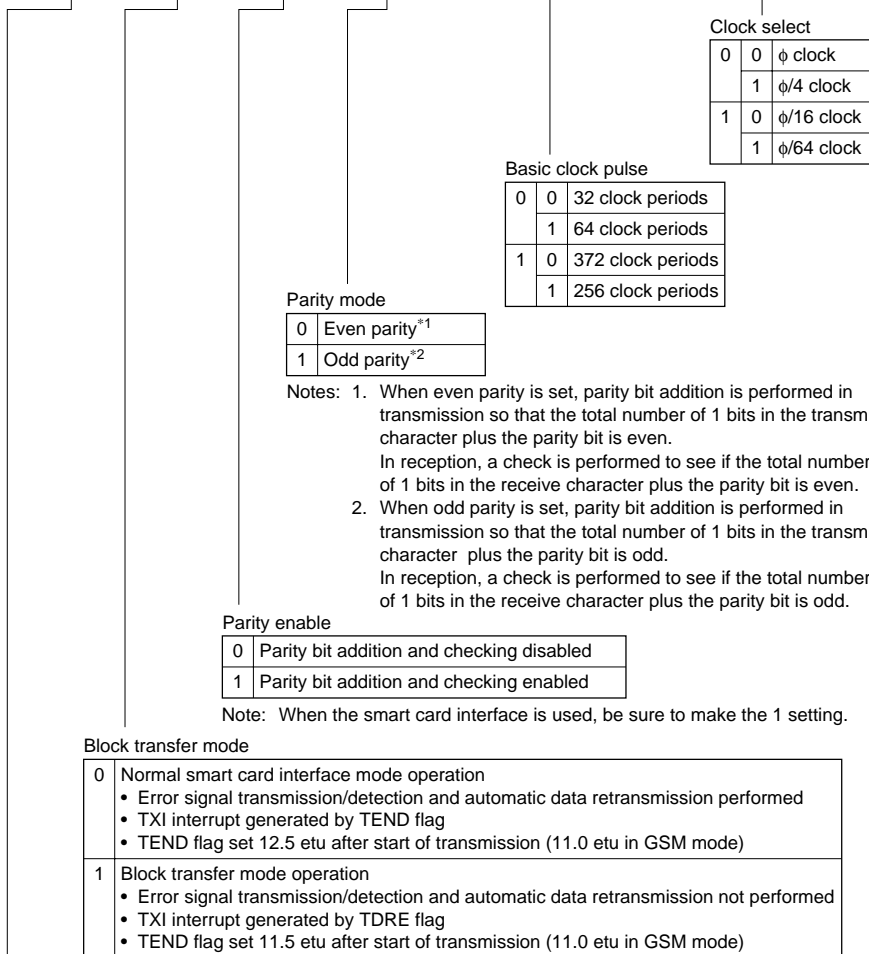 Clock select
0 0 ϕ clock
1 ϕ/4 clock
1 0 ϕ/16 clock
1 ϕ/64 clock
Basic clock pulse
0 0 32 clock periods
1 64 clock periods
1 0 372 clock periods
1 256 clock periods
Parity mode
0 Even parity*1
1 Odd parity*2
Notes: 1. When even parity is set, parity bit addition is performed in
transmission so that the total number of 1 bits in the transm
character plus the parity bit is even.
In reception, a check is performed to see if the total number
of 1 bits in the receive character plus the parity bit is even.
2. When odd parity is set, parity bit addition is performed in
transmission so that the total number of 1 bits in the transm
character plus the parity bit is odd.
In reception, a check is performed to see if the total number
of 1 bits in the receive character plus the parity bit is odd.
Parity enable
0 Parity bit addition and checking disabled
1 Parity bit addition and checking enabled
Note: When the smart card interface is used, be sure to make the 1 setting.
Block transfer mode
0 Normal smart card interface mode operation
• Error signal transmission/detection and automatic data retransmission performed
• TXI interrupt generated by TEND flag
• TEND flag set 12.5 etu after start of transmission (11.0 etu in GSM mode)
1 Block transfer mode operation
• Error signal transmission/detection and automatic data retransmission not performed
• TXI interrupt generated by TDRE flag
• TEND flag set 11.5 etu after start of transmission (11.0 etu in GSM mode)